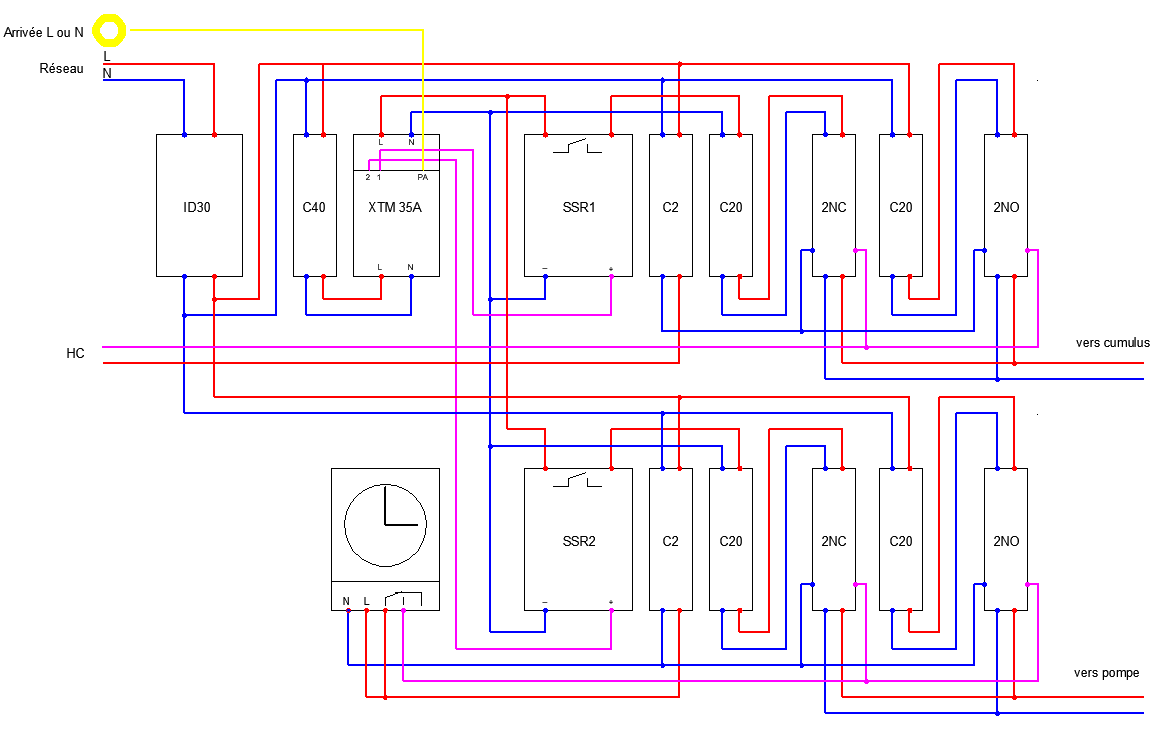 Arrivée L ou N
L
Réseau
N
L N
2 1 PA
ID30 C40 XTM 35A SSR1 C2 C20 2NC C20 2NO
L N
– +
vers cumulus
HC
SSR2 C2 C20 2NC C20 2NO
N L
– +
vers pompe